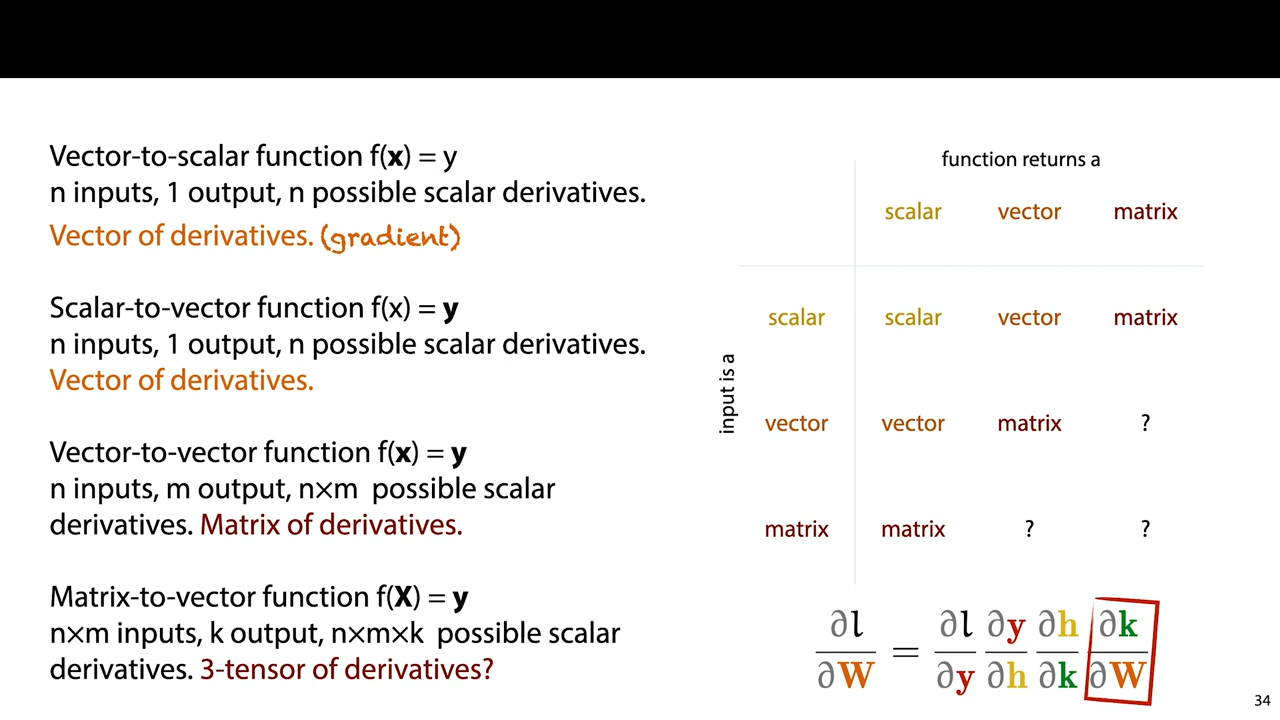 Vector-to-scalar function f(x) = y
n inputs, 1 output, n possible scalar derivatives.
Vector of derivatives. (gradient)
Scalar-to-vector function f(x) = y
n inputs, 1 output, n possible scalar derivatives.
Vector of derivatives.
Vector-to-vector function f(x) = y
n inputs, m output, n×m possible scalar
derivatives. Matrix of derivatives.
Matrix-to-vector function f(X) = y
n×m inputs, k output, n×m×k possible scalar
derivatives. 3-tensor of derivatives?
function returns a
scalar vector matrix
input is a
scalar scalar vector matrix
vector vector matrix ?
matrix matrix ? ?
∂l/∂W = ∂l/∂y ∂y/∂h ∂h/∂k ∂k/∂W
34